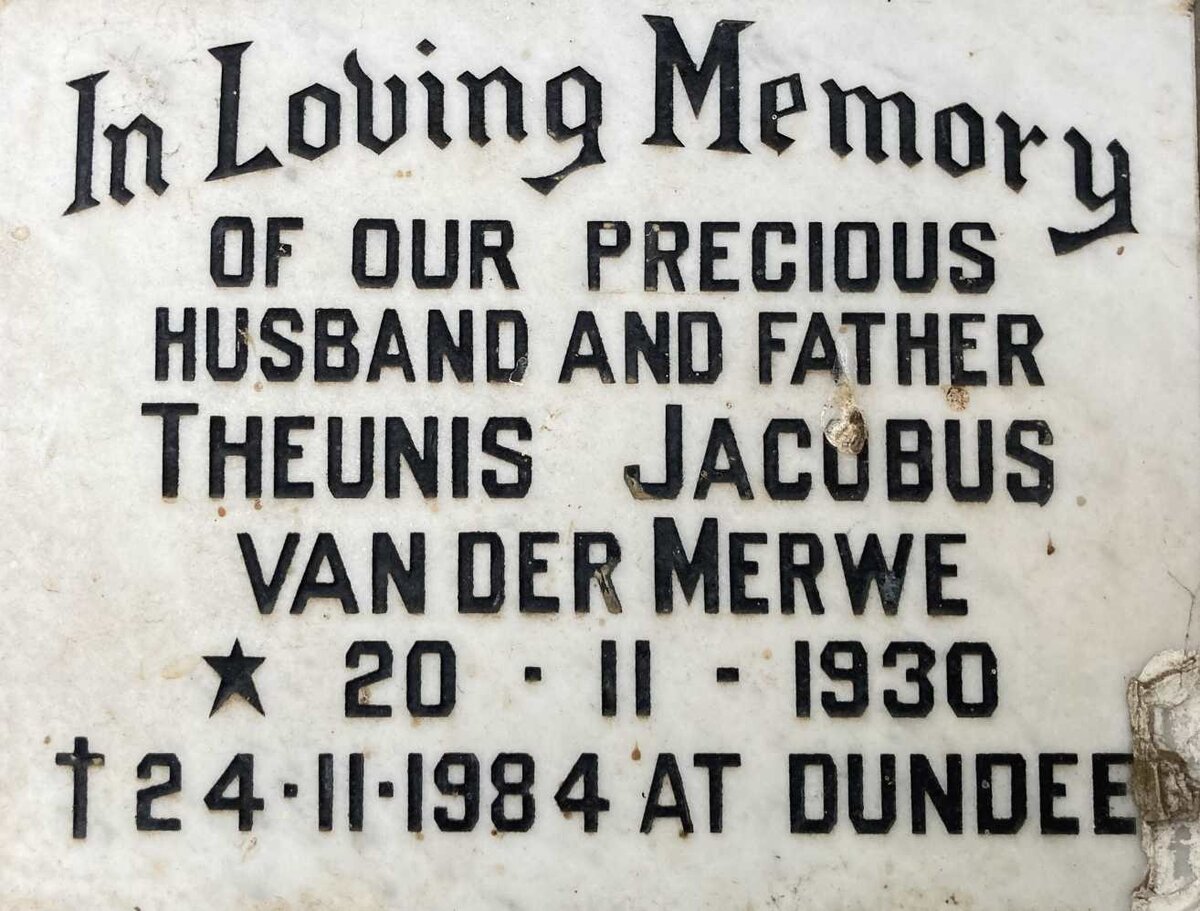 In Loving Memory
OF OUR PRECIOUS
HUSBAND AND FATHER
THEUNIS JACOBUS
VAN DER MERWE
★ 20 - 11 - 1930
† 24-11-1984 AT DUNDEE